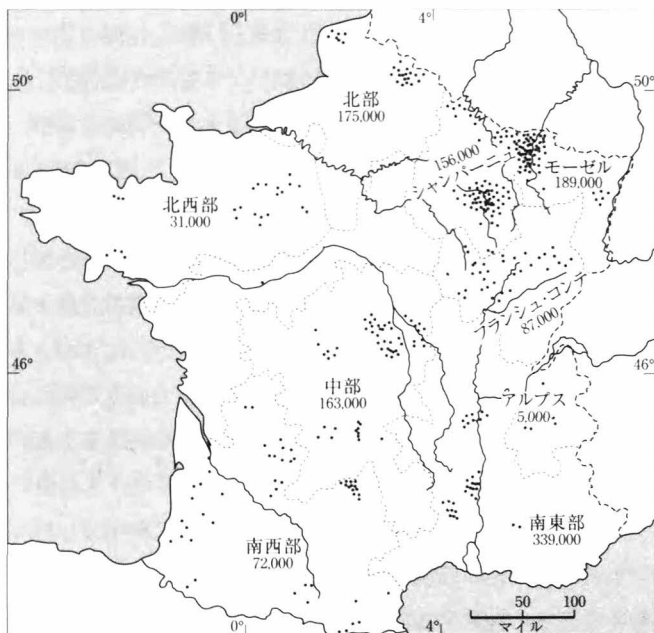 0° 4°
50° 50°
北部
175,000
156,000
シャンパーニュ
モーゼル
189,000
北西部
31,000
フランシュ・コンテ
87,000
46° 46°
中部
163,000
アルプス
5,000
南西部
72,000
南東部
339,000
50 100
マイル
0° 4°